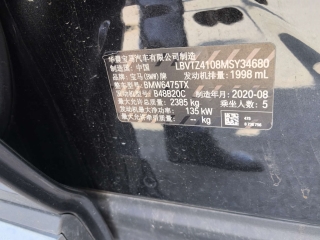 华晨宝马汽车有限公司制造
制造国：中国 LBVTZ4108MSY34680
品牌：宝马(BMW)牌 发动机排量：1998 mL
整车型号：BMW6475TX
发动机型号：B48B20C 制造年月：2020-08
最大允许总质量：2385 kg 乘坐人数：5
发动机最大净功率：135 kW
-- kg
475